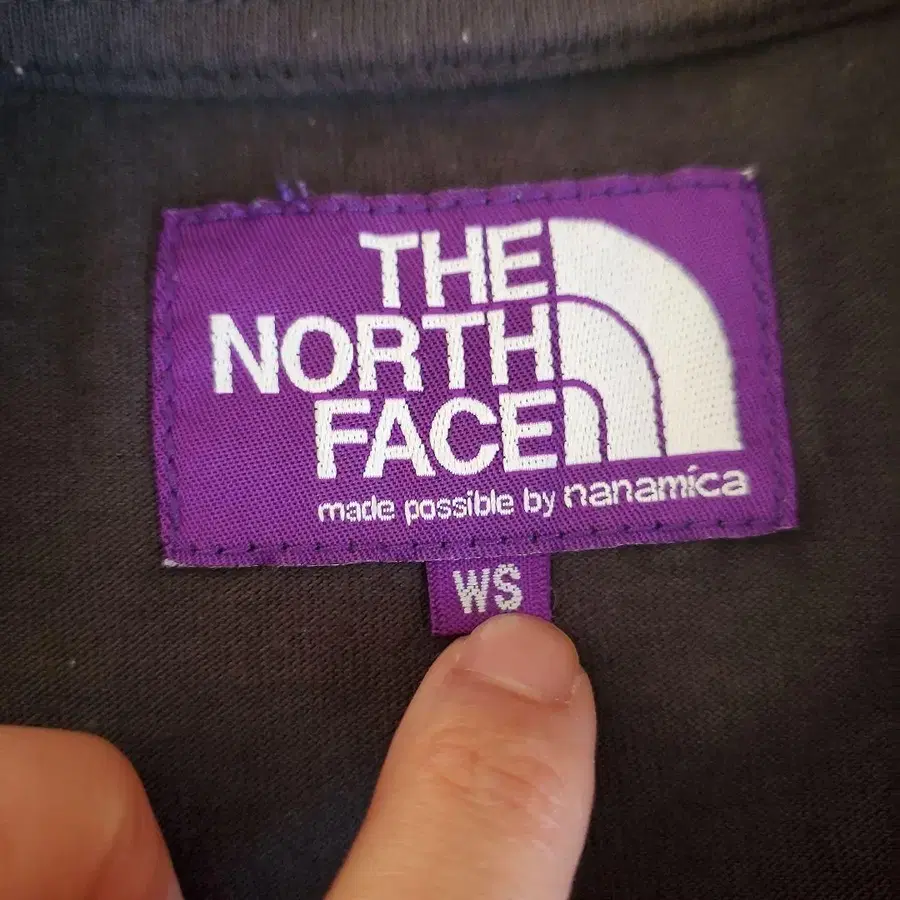 THE
NORTH
FACE
made possible by nanamica
WS